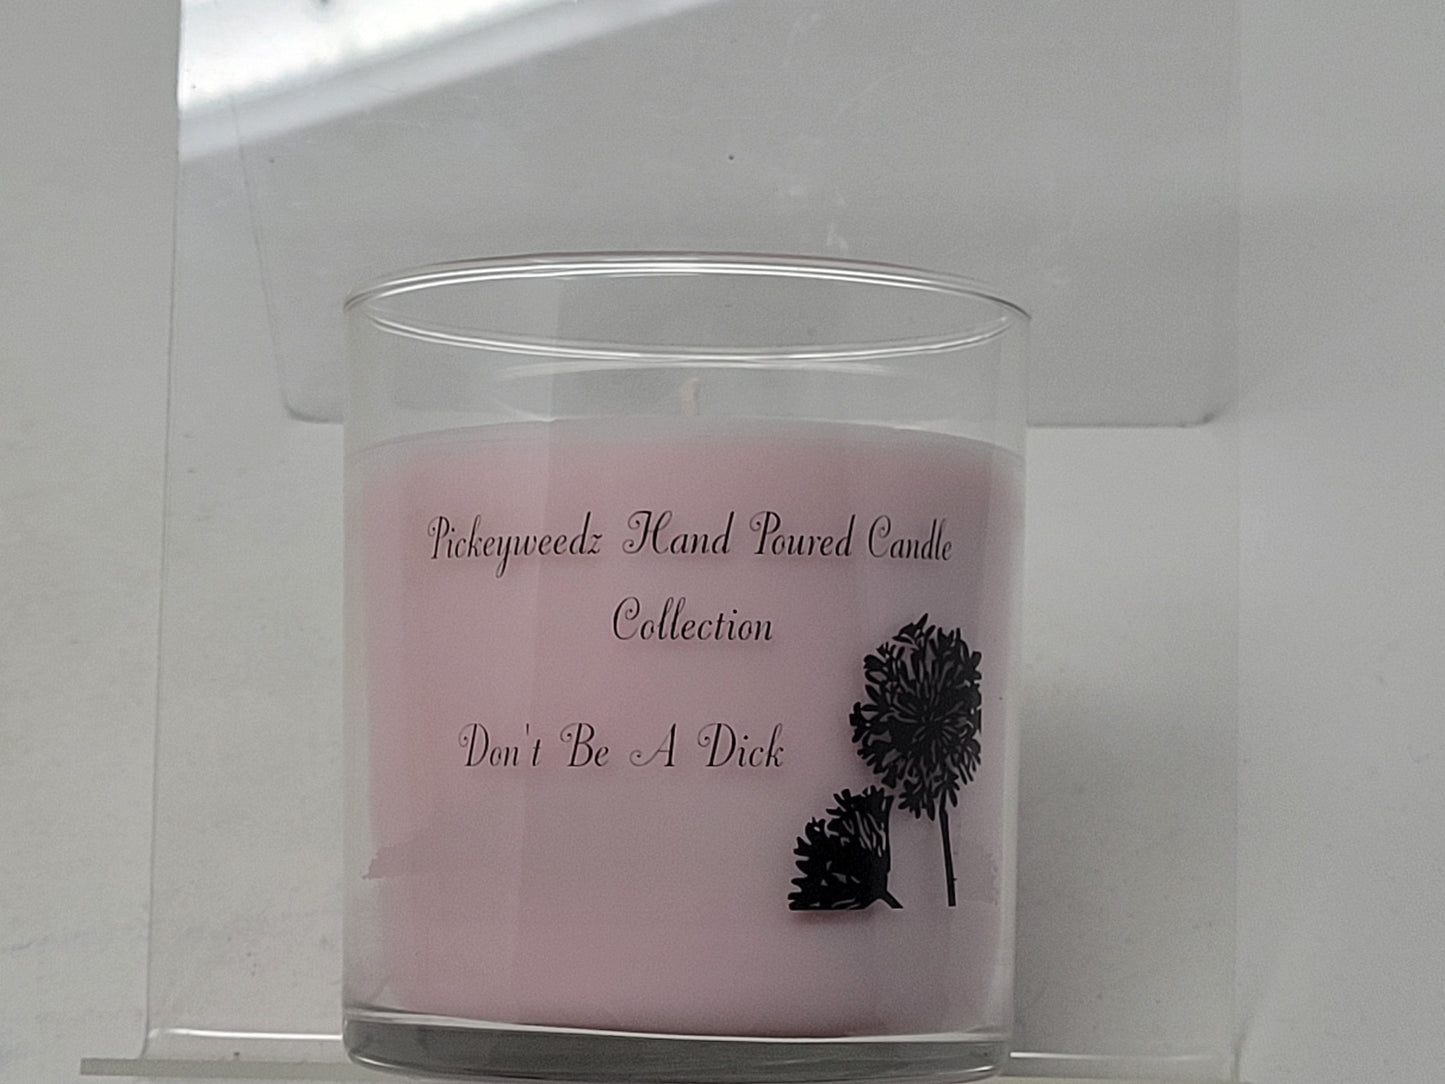 Pickeyweedz Hand Poured Candle
Collection
Don't Be A Dick